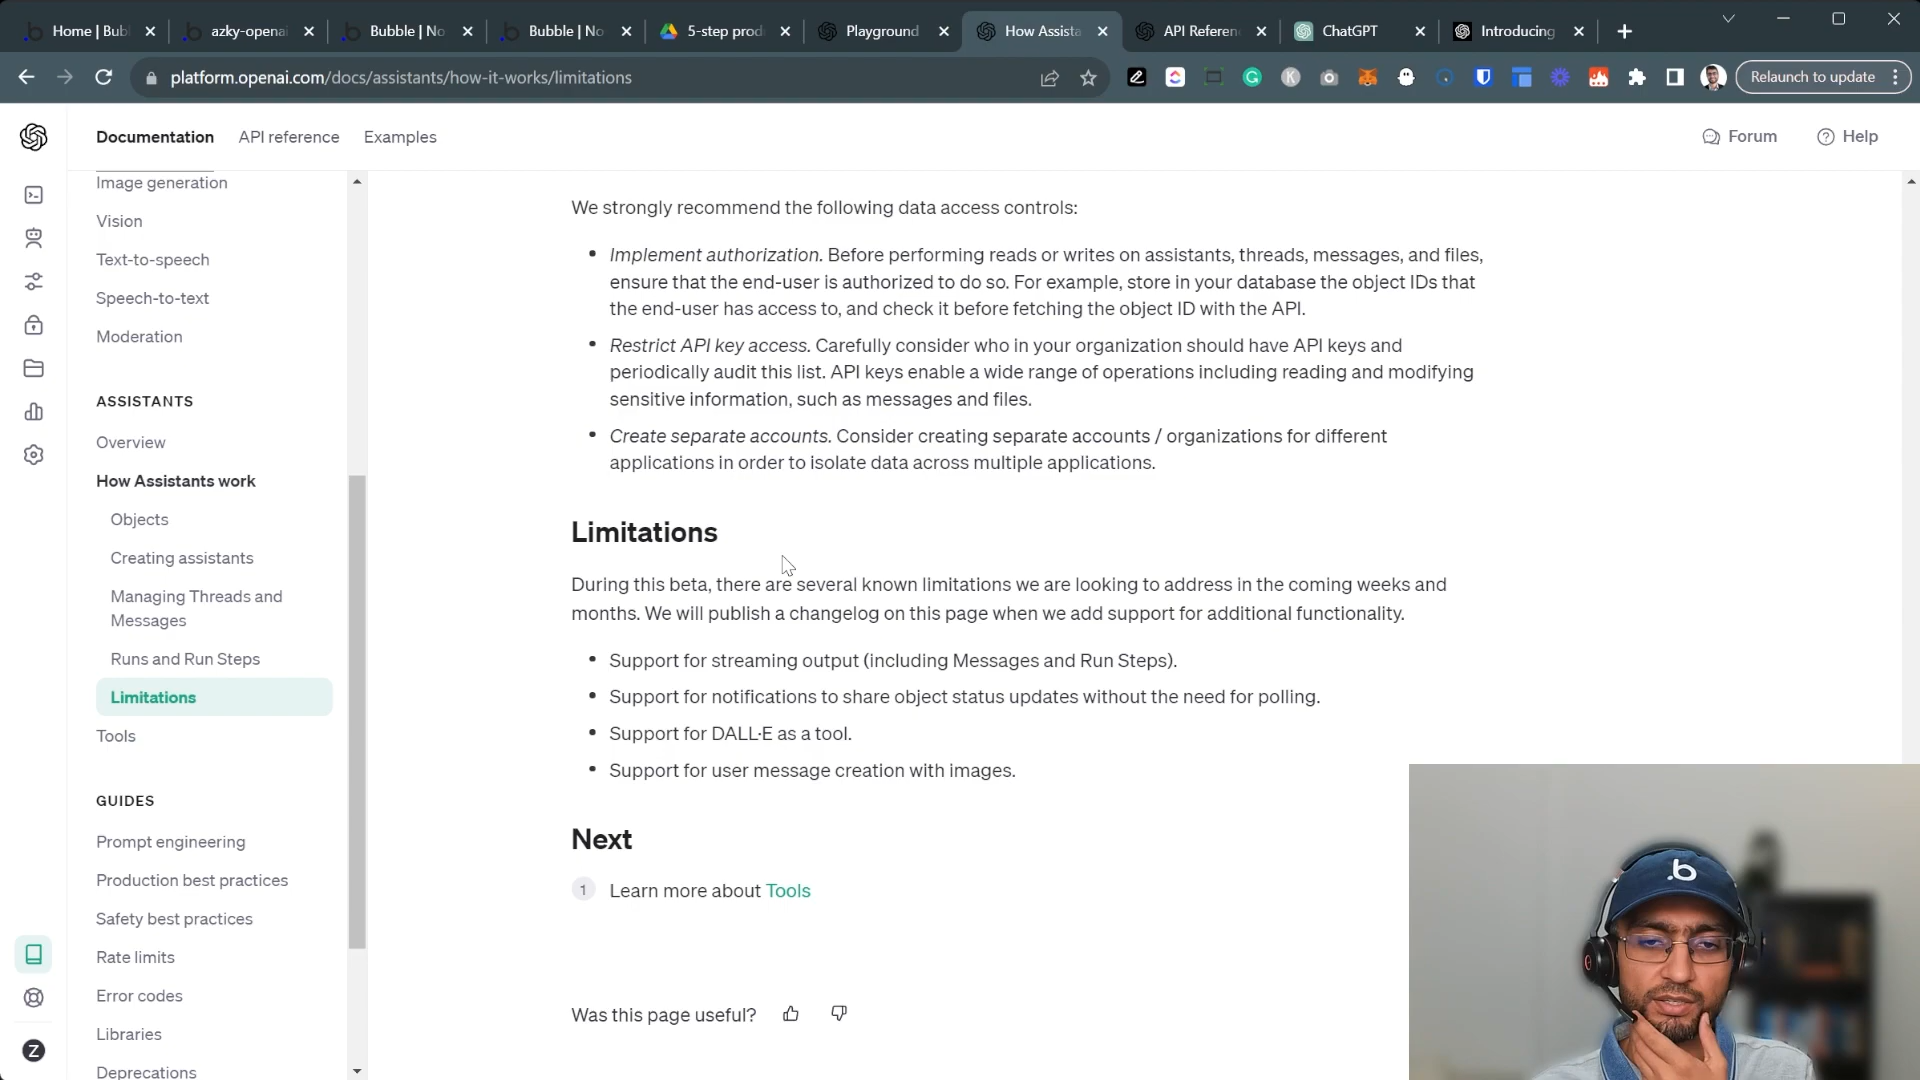 Home | Bub
azky-openai
Bubble | No
Bubble | No
5-step prod
Playground
How Assista
API Referen
ChatGPT
Introducing
platform.openai.com/docs/assistants/how-it-works/limitations
Relaunch to update
Documentation
API reference
Examples
Forum
Help
Image generation
Vision
Text-to-speech
Speech-to-text
Moderation
ASSISTANTS
Overview
How Assistants work
Objects
Creating assistants
Managing Threads and
Messages
Runs and Run Steps
Limitations
Tools
GUIDES
Prompt engineering
Production best practices
Safety best practices
Rate limits
Error codes
Libraries
Deprecations
Z
We strongly recommend the following data access controls:
• Implement authorization. Before performing reads or writes on assistants, threads, messages, and files,
ensure that the end-user is authorized to do so. For example, store in your database the object IDs that
the end-user has access to, and check it before fetching the object ID with the API.
• Restrict API key access. Carefully consider who in your organization should have API keys and
periodically audit this list. API keys enable a wide range of operations including reading and modifying
sensitive information, such as messages and files.
• Create separate accounts. Consider creating separate accounts / organizations for different
applications in order to isolate data across multiple applications.
Limitations
During this beta, there are several known limitations we are looking to address in the coming weeks and
months. We will publish a changelog on this page when we add support for additional functionality.
• Support for streaming output (including Messages and Run Steps).
• Support for notifications to share object status updates without the need for polling.
• Support for DALL·E as a tool.
• Support for user message creation with images.
Next
1 Learn more about Tools
Was this page useful?
.b